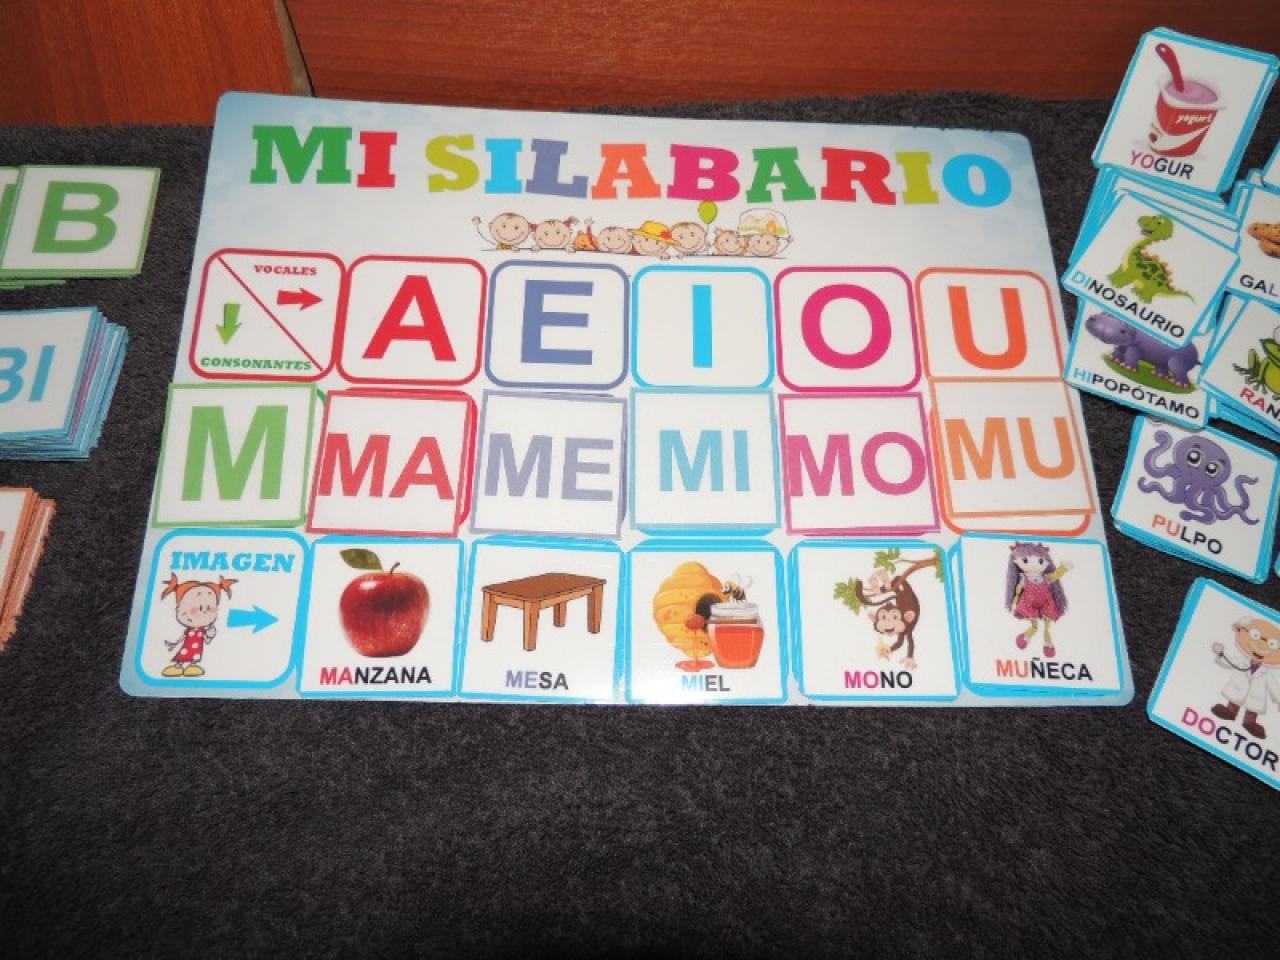 MI SILABARIO
VOCALES
CONSONANTES
A E I O U
M MA ME MI MO MU
IMAGEN
MANZANA MESA MIEL MONO MUÑECA
B
BI
yogurt
YOGUR
DINOSAURIO
HIPOPÓTAMO
PULPO
DOCTOR